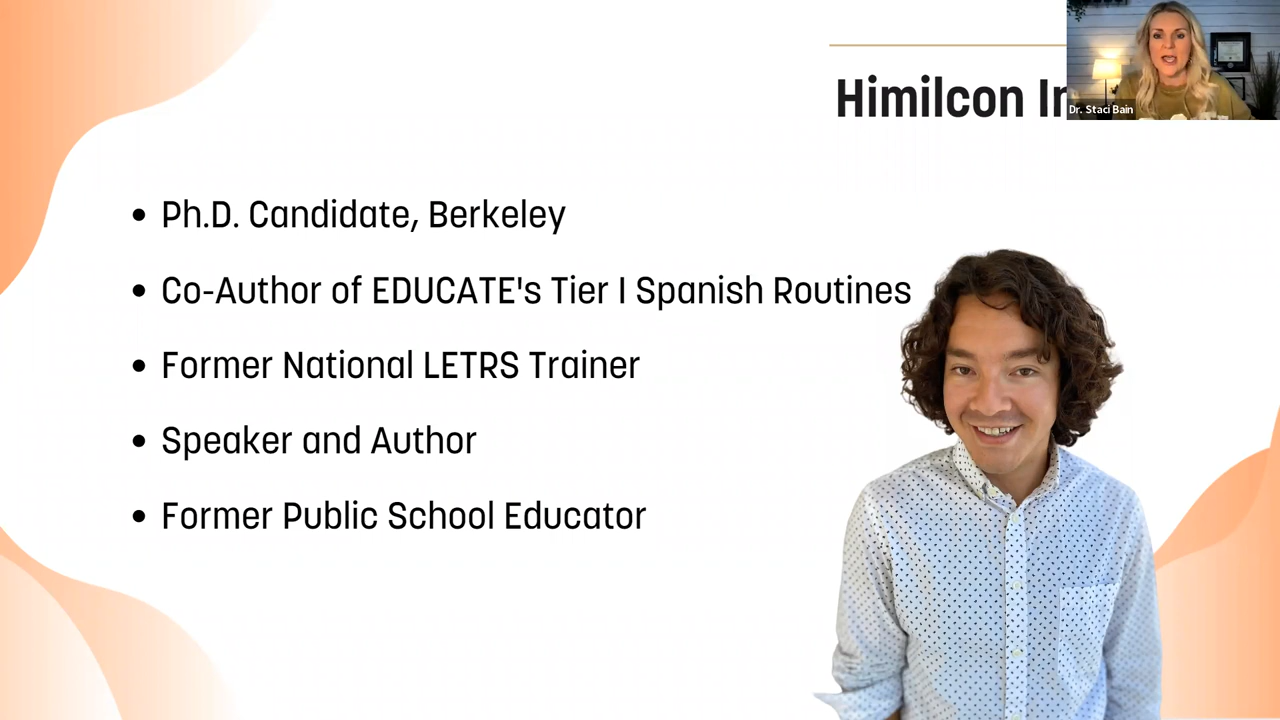 Himilcon
Dr. Staci Bain
• Ph.D. Candidate, Berkeley
• Co-Author of EDUCATE's Tier I Spanish Routines
• Former National LETRS Trainer
• Speaker and Author
• Former Public School Educator